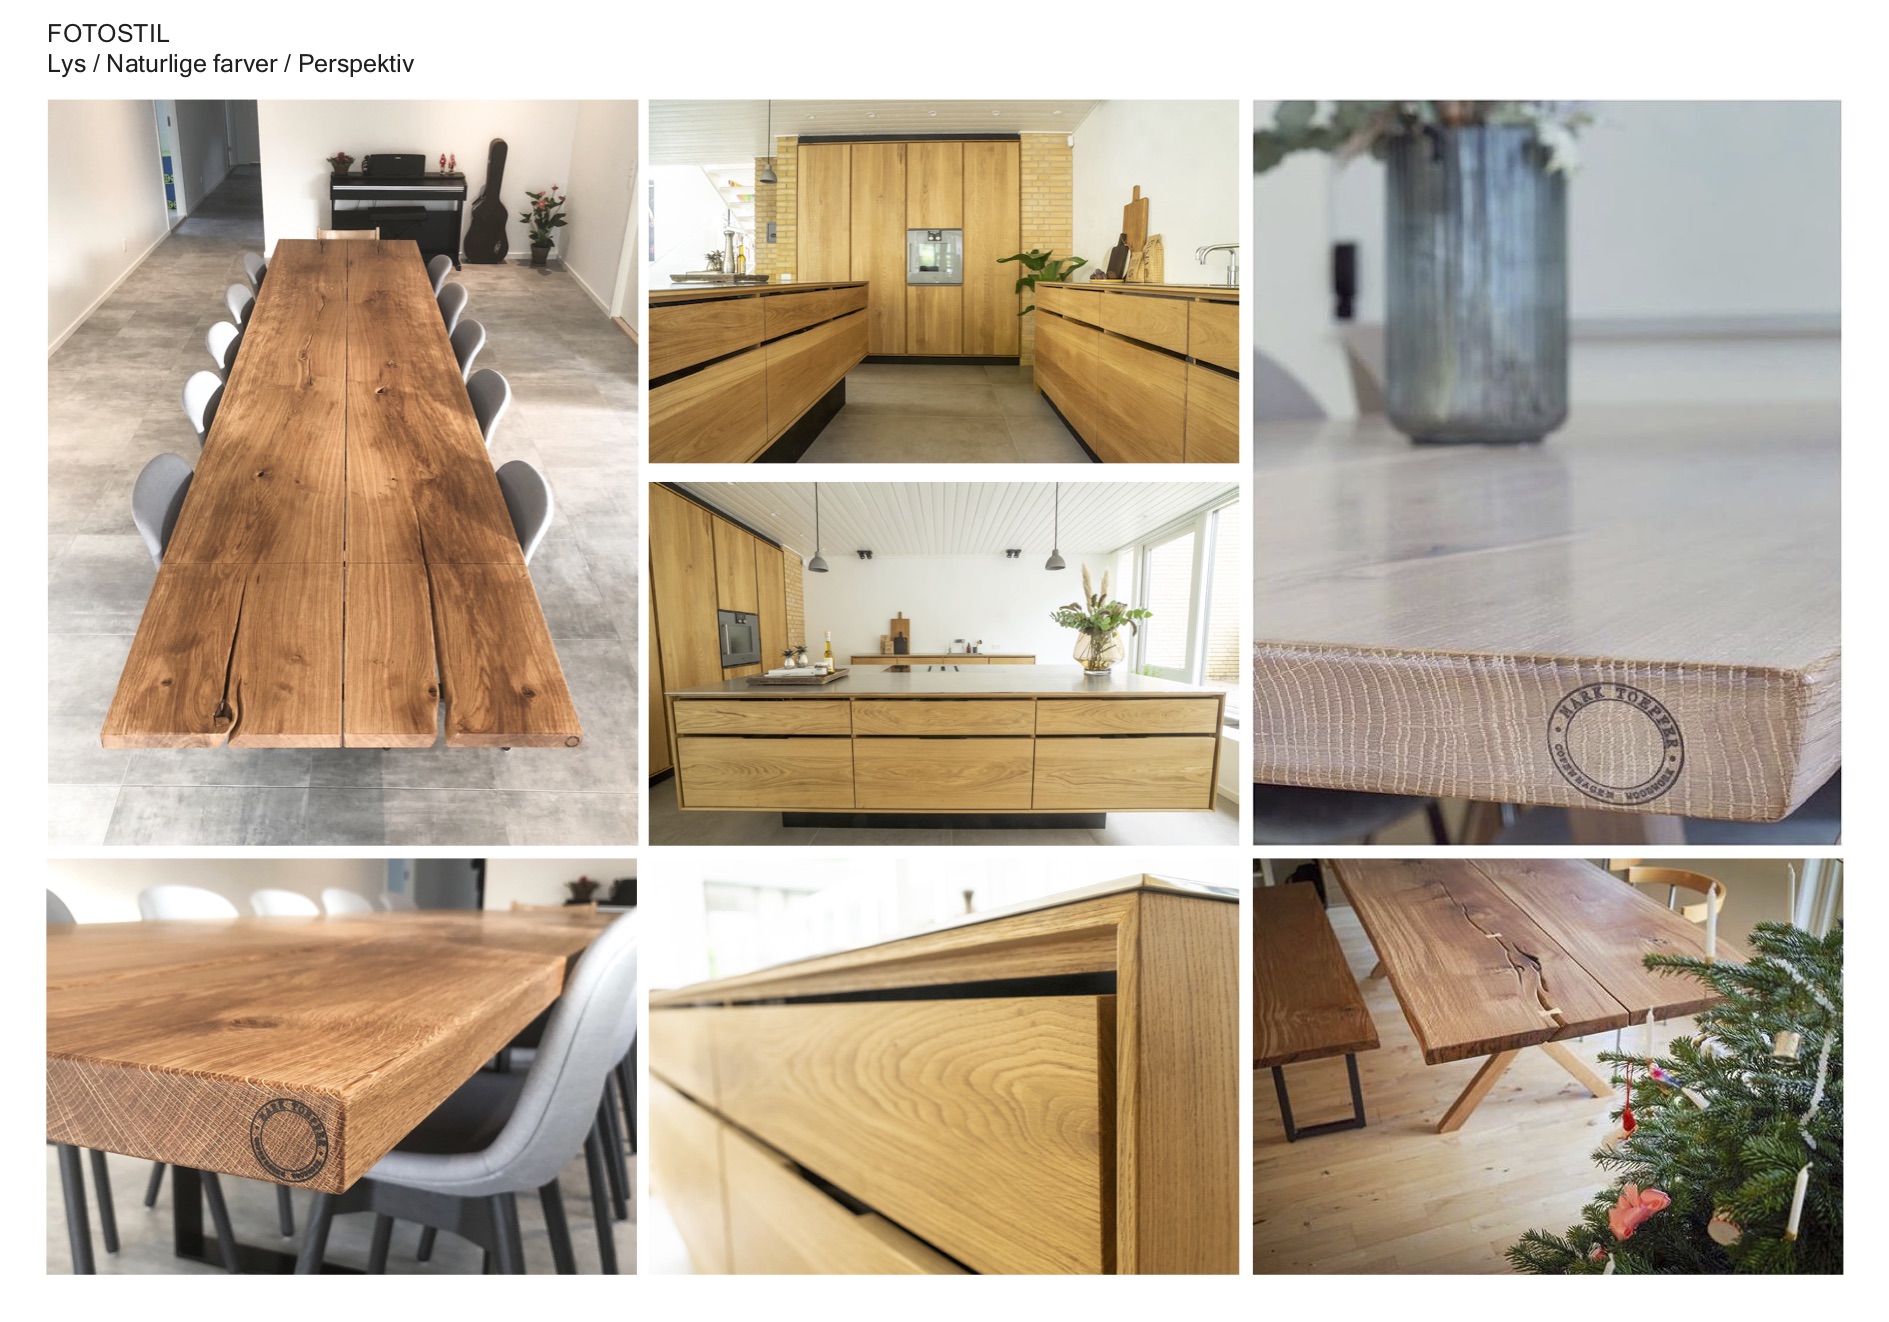 FOTOSTIL
Lys / Naturlige farver / Perspektiv
MARK TOEPFER
COPENHAGEN WOODWORK